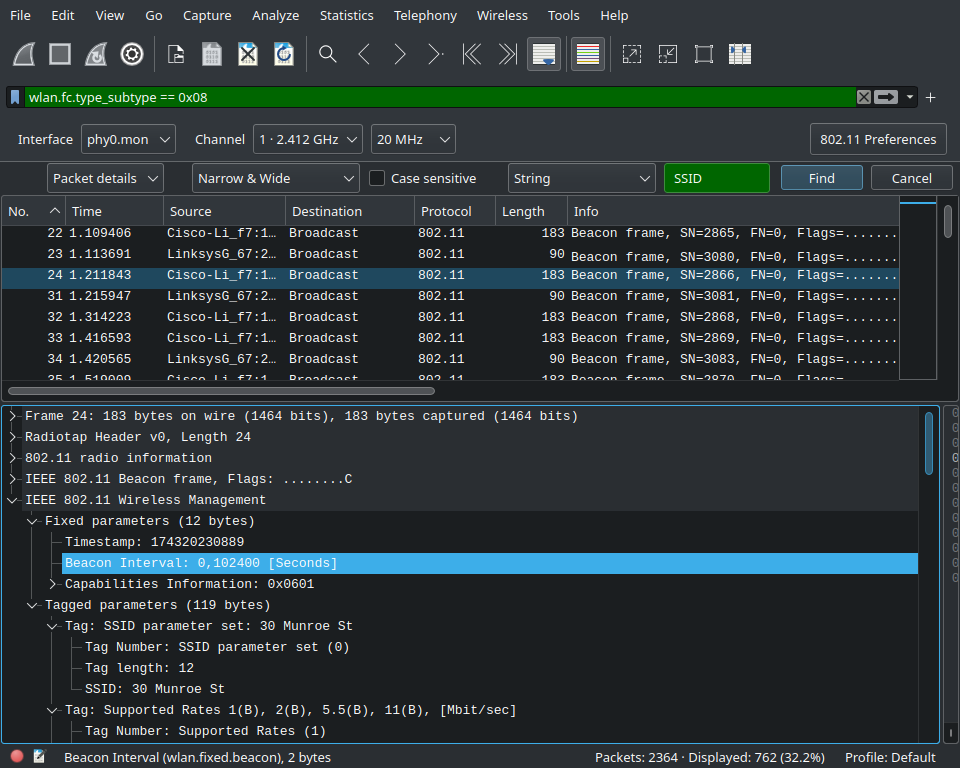 File Edit View Go Capture Analyze Statistics Telephony Wireless Tools Help
wlan.fc.type_subtype == 0x08 +
Interface phy0.mon Channel 1 · 2.412 GHz 20 MHz 802.11 Preferences
Packet details Narrow & Wide Case sensitive String SSID Find Cancel
No. Time Source Destination Protocol Length Info
22 1.109406 Cisco-Li_f7:1… Broadcast 802.11 183 Beacon frame, SN=2865, FN=0, Flags=.......
23 1.113691 LinksysG_67:2… Broadcast 802.11 90 Beacon frame, SN=3080, FN=0, Flags=.......
24 1.211843 Cisco-Li_f7:1… Broadcast 802.11 183 Beacon frame, SN=2866, FN=0, Flags=.......
31 1.215947 LinksysG_67:2… Broadcast 802.11 90 Beacon frame, SN=3081, FN=0, Flags=.......
32 1.314223 Cisco-Li_f7:1… Broadcast 802.11 183 Beacon frame, SN=2868, FN=0, Flags=.......
33 1.416593 Cisco-Li_f7:1… Broadcast 802.11 183 Beacon frame, SN=2869, FN=0, Flags=.......
34 1.420565 LinksysG_67:2… Broadcast 802.11 90 Beacon frame, SN=3083, FN=0, Flags=.......
35 1.519009 Cisco-Li_f7:1… Broadcast 802.11 183 Beacon frame, SN=2870, FN=0, Flags=
Frame 24: 183 bytes on wire (1464 bits), 183 bytes captured (1464 bits)
Radiotap Header v0, Length 24
802.11 radio information
IEEE 802.11 Beacon frame, Flags: ........C
IEEE 802.11 Wireless Management
Fixed parameters (12 bytes)
Timestamp: 174320230889
Beacon Interval: 0,102400 [Seconds]
Capabilities Information: 0x0601
Tagged parameters (119 bytes)
Tag: SSID parameter set: 30 Munroe St
Tag Number: SSID parameter set (0)
Tag length: 12
SSID: 30 Munroe St
Tag: Supported Rates 1(B), 2(B), 5.5(B), 11(B), [Mbit/sec]
Tag Number: Supported Rates (1)
Beacon Interval (wlan.fixed.beacon), 2 bytes Packets: 2364 · Displayed: 762 (32.2%) Profile: Default